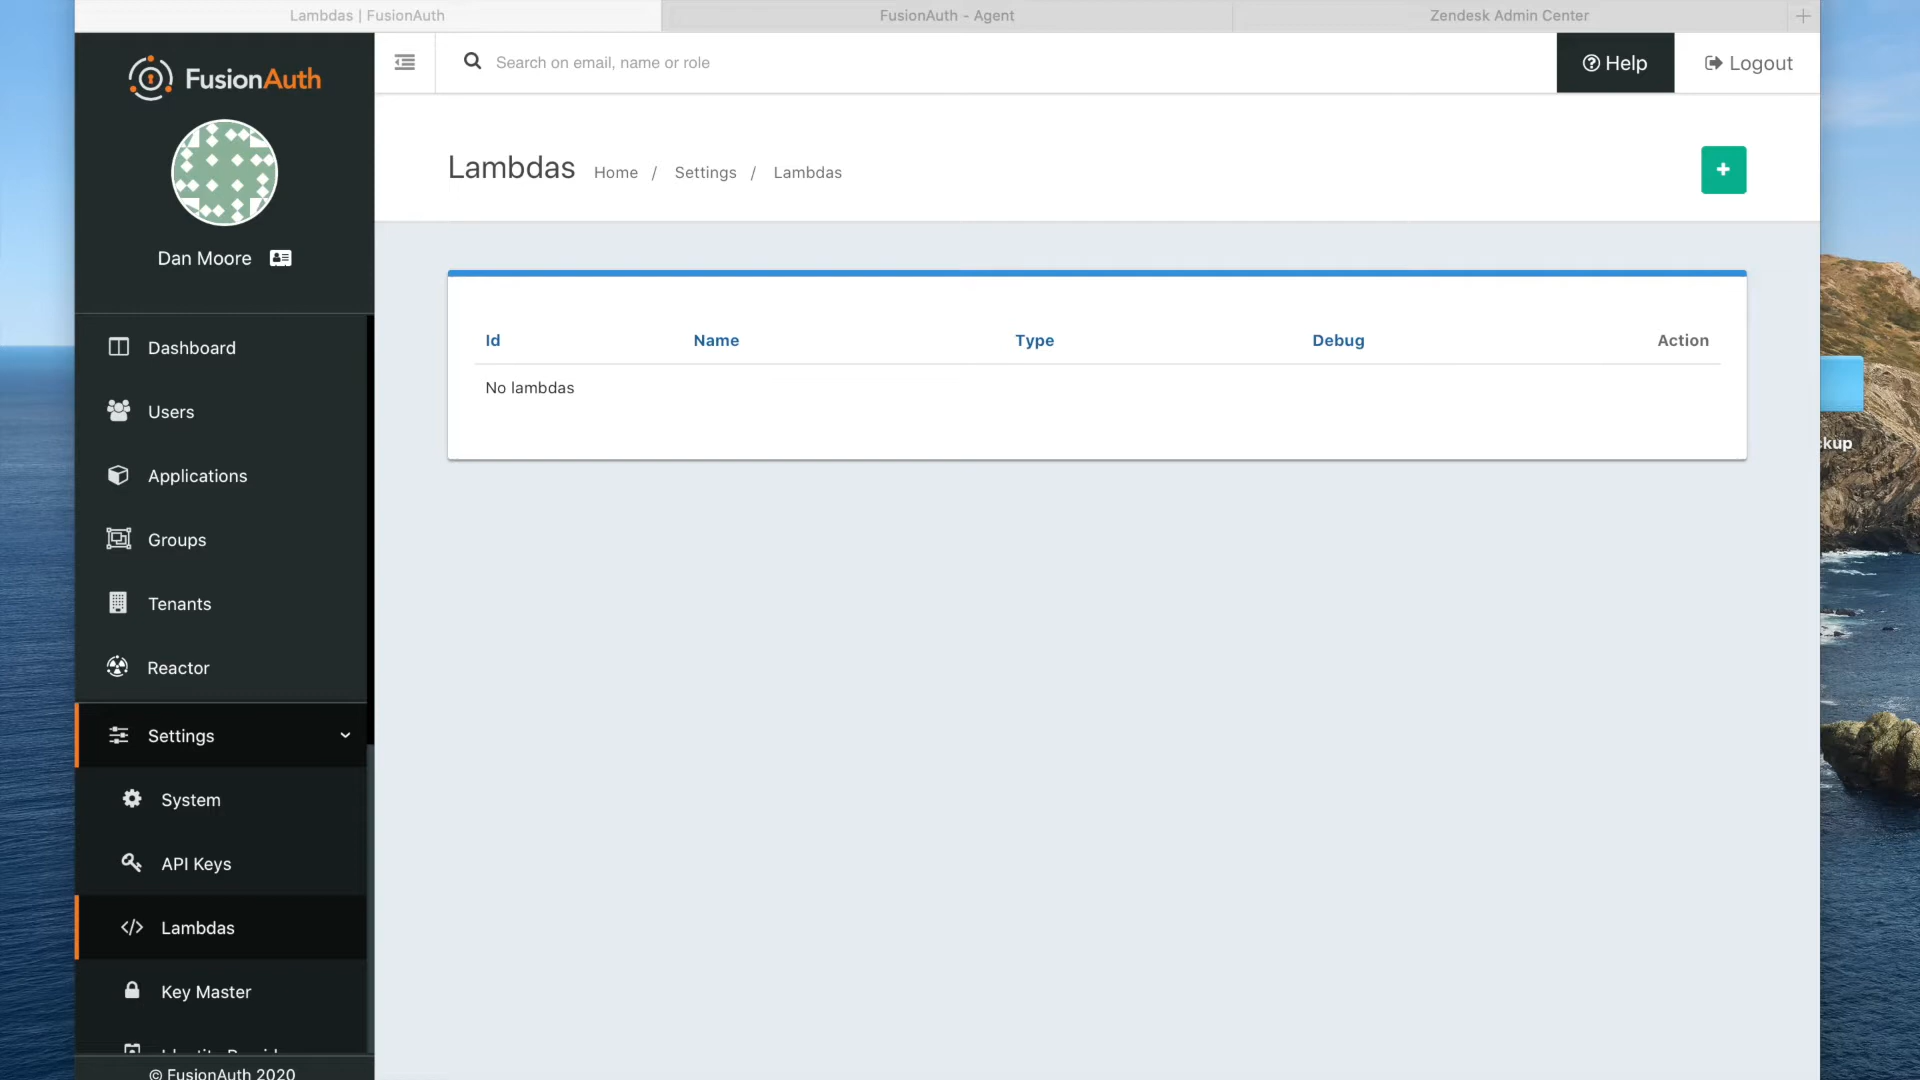 Lambdas | FusionAuth
FusionAuth - Agent
Zendesk Admin Center
FusionAuth
Search on email, name or role
Help
Logout
Dan Moore
Lambdas
Home / Settings / Lambdas
Id Name Type Debug Action
No lambdas
Dashboard
Users
Applications
Groups
Tenants
Reactor
Settings
System
API Keys
Lambdas
Key Master
© FusionAuth 2020
ckup